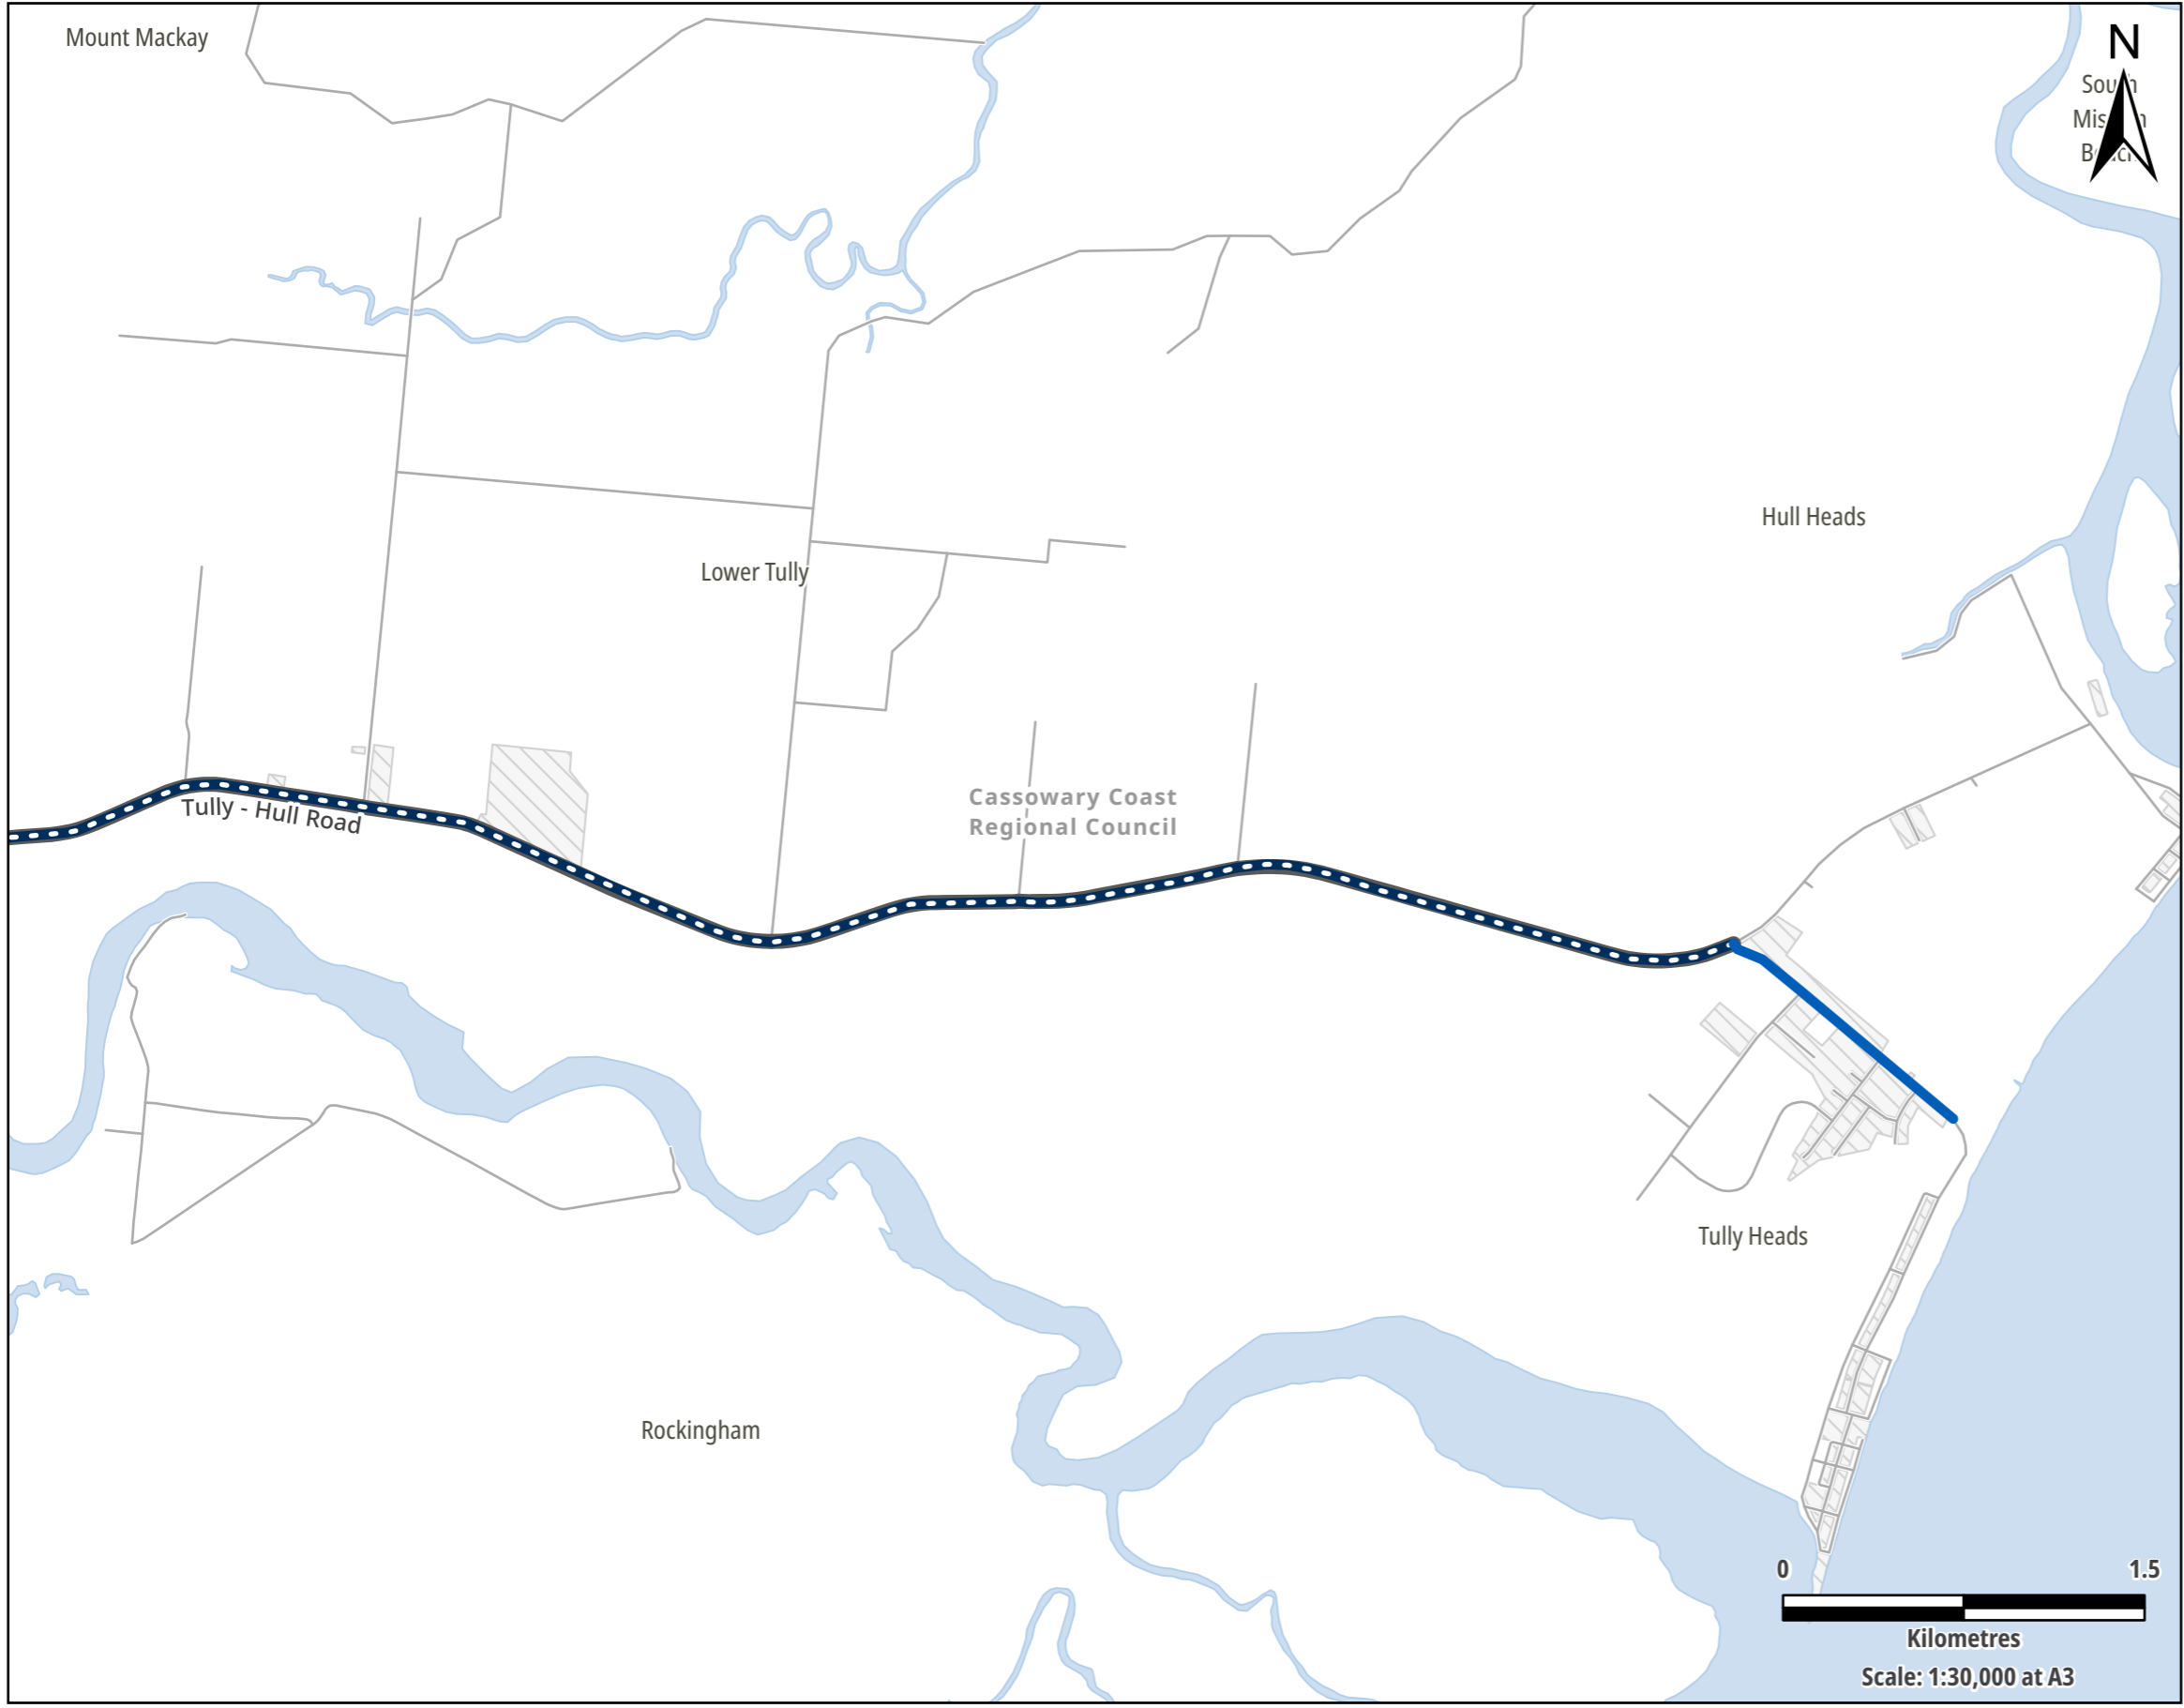 Mount Mackay
N
South
Hull Heads
Lower Tully
Cassowary Coast
Regional Council
Tully - Hull Road
Tully Heads
Rockingham
0 1.5
Kilometres
Scale: 1:30,000 at A3